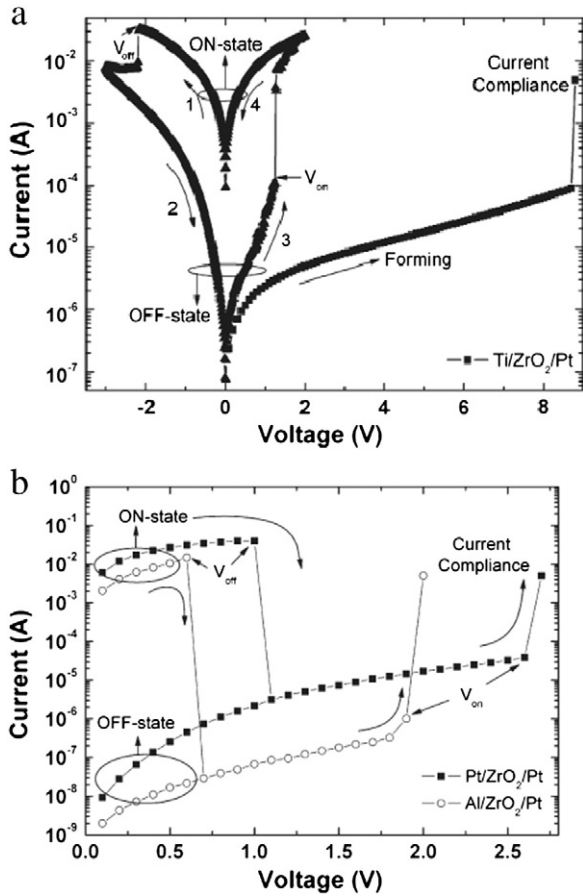 a
10⁻²
10⁻³
10⁻⁴
10⁻⁵
10⁻⁶
10⁻⁷
Current (A)
V_off
ON-state
1
4
2
3
V_on
OFF-state
Forming
Current
Compliance
Ti/ZrO₂/Pt
-2 0 2 4 6 8
Voltage (V)
b
10⁰
10⁻¹
10⁻²
10⁻³
10⁻⁴
10⁻⁵
10⁻⁶
10⁻⁷
10⁻⁸
10⁻⁹
Current (A)
ON-state
V_off
Current
Compliance
OFF-state
V_on
Pt/ZrO₂/Pt
Al/ZrO₂/Pt
0.0 0.5 1.0 1.5 2.0 2.5
Voltage (V)